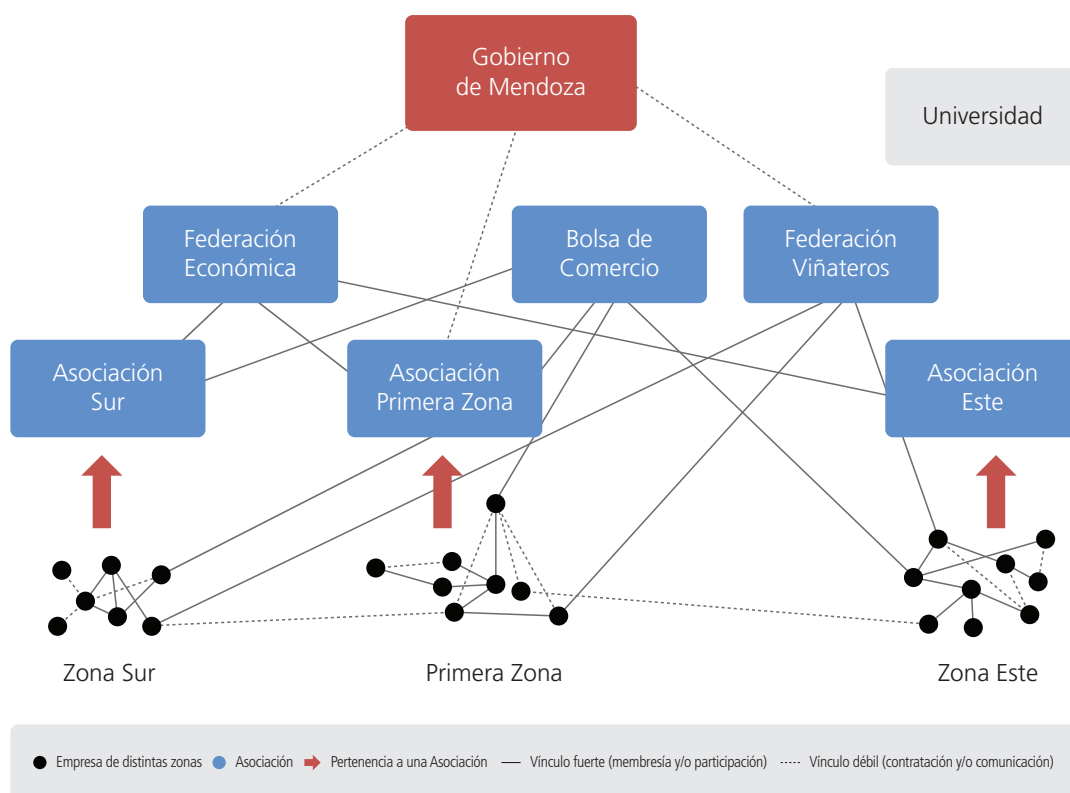 Gobierno
de Mendoza
Universidad
Federación
Económica
Bolsa de
Comercio
Federación
Viñateros
Asociación
Sur
Asociación
Primera Zona
Asociación
Este
Zona Sur
Primera Zona
Zona Este
Empresa de distintas zonas
Asociación
Pertenencia a una Asociación
Vínculo fuerte (membresía y/o participación)
Vínculo débil (contratación y/o comunicación)